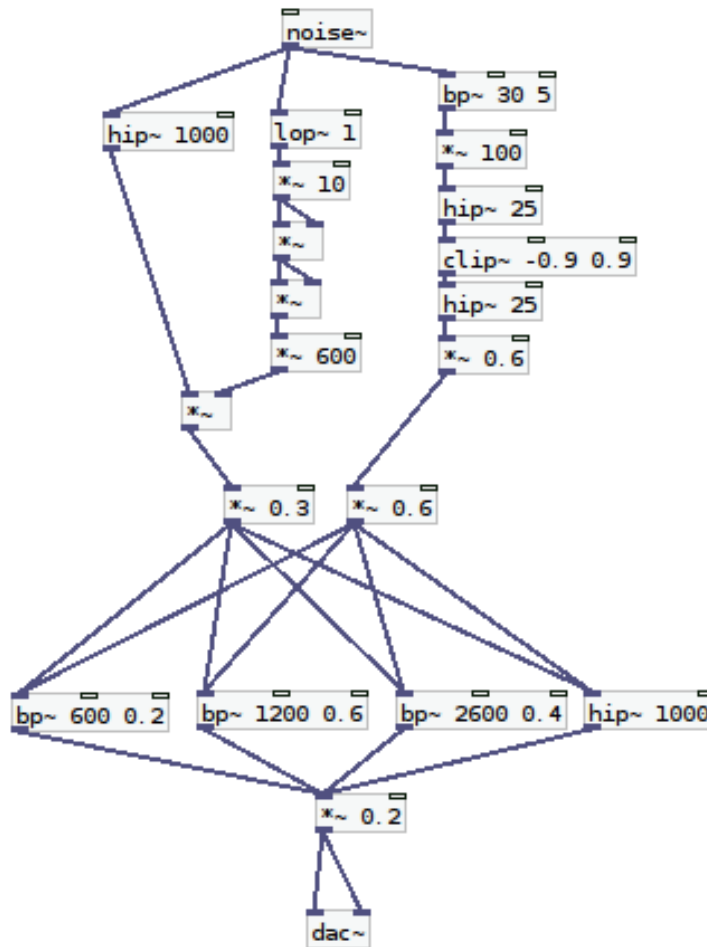 noise~
bp~ 30 5
hip~ 1000
lop~ 1
*~ 100
*~ 10
hip~ 25
*~
clip~ -0.9 0.9
*~
hip~ 25
*~ 600
*~ 0.6
*~
*~ 0.3
*~ 0.6
bp~ 600 0.2
bp~ 1200 0.6
bp~ 2600 0.4
hip~ 1000
*~ 0.2
dac~